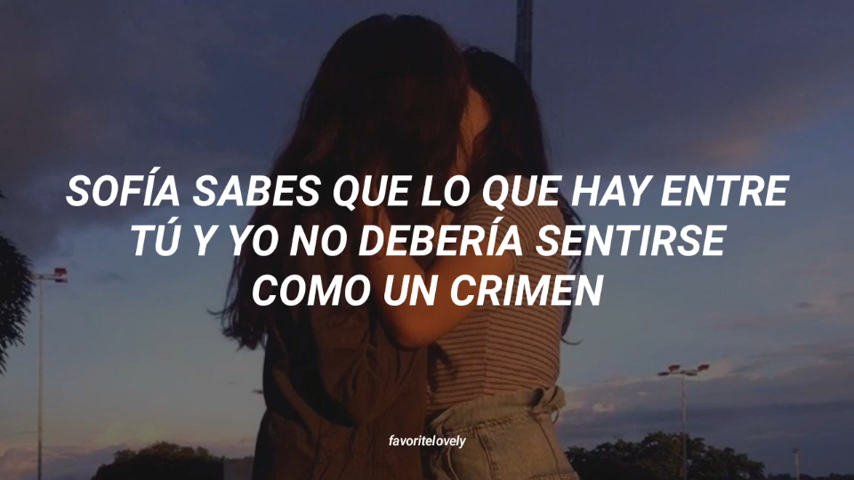 SOFÍA SABES QUE LO QUE HAY ENTRE
TÚ Y YO NO DEBERÍA SENTIRSE
COMO UN CRIMEN
favoritelovely